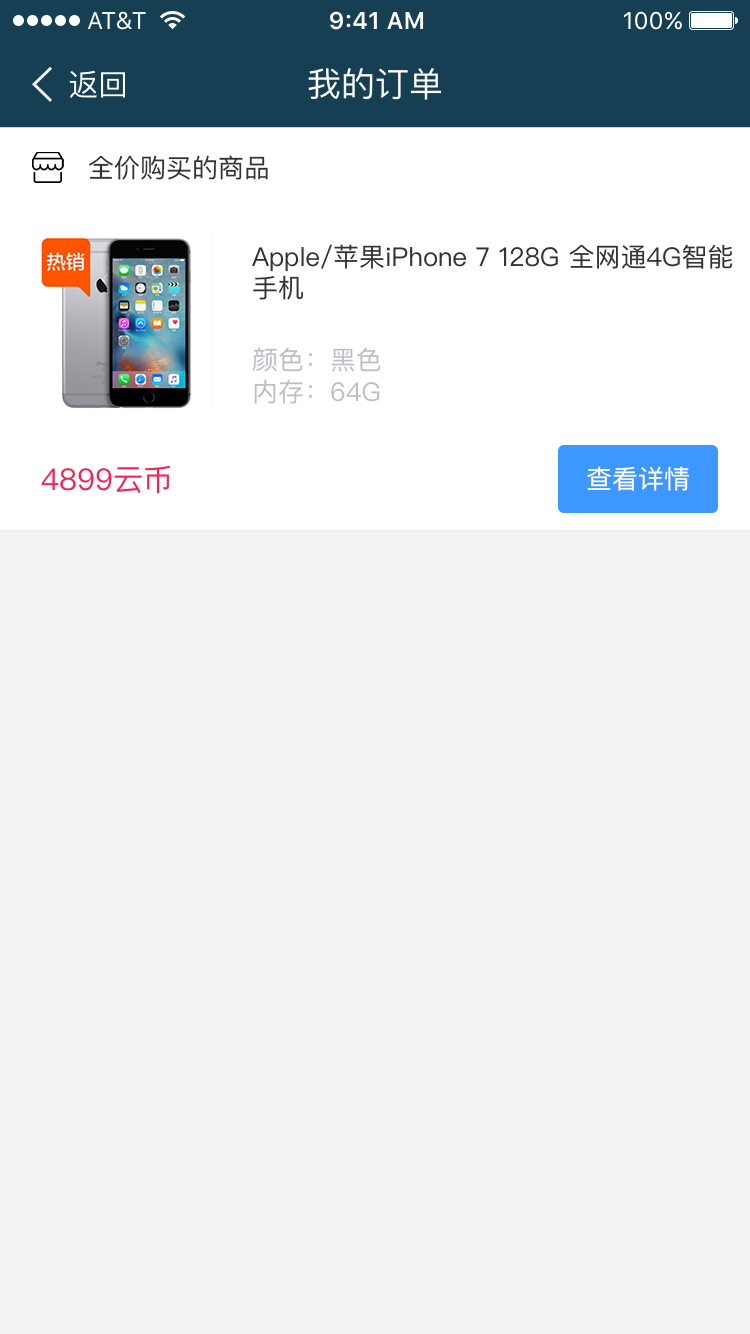 AT&T 9:41 AM 100%
返回 我的订单
全价购买的商品
热销
Apple/苹果iPhone 7 128G 全网通4G智能
手机
颜色：黑色
内存：64G
4899云币 查看详情